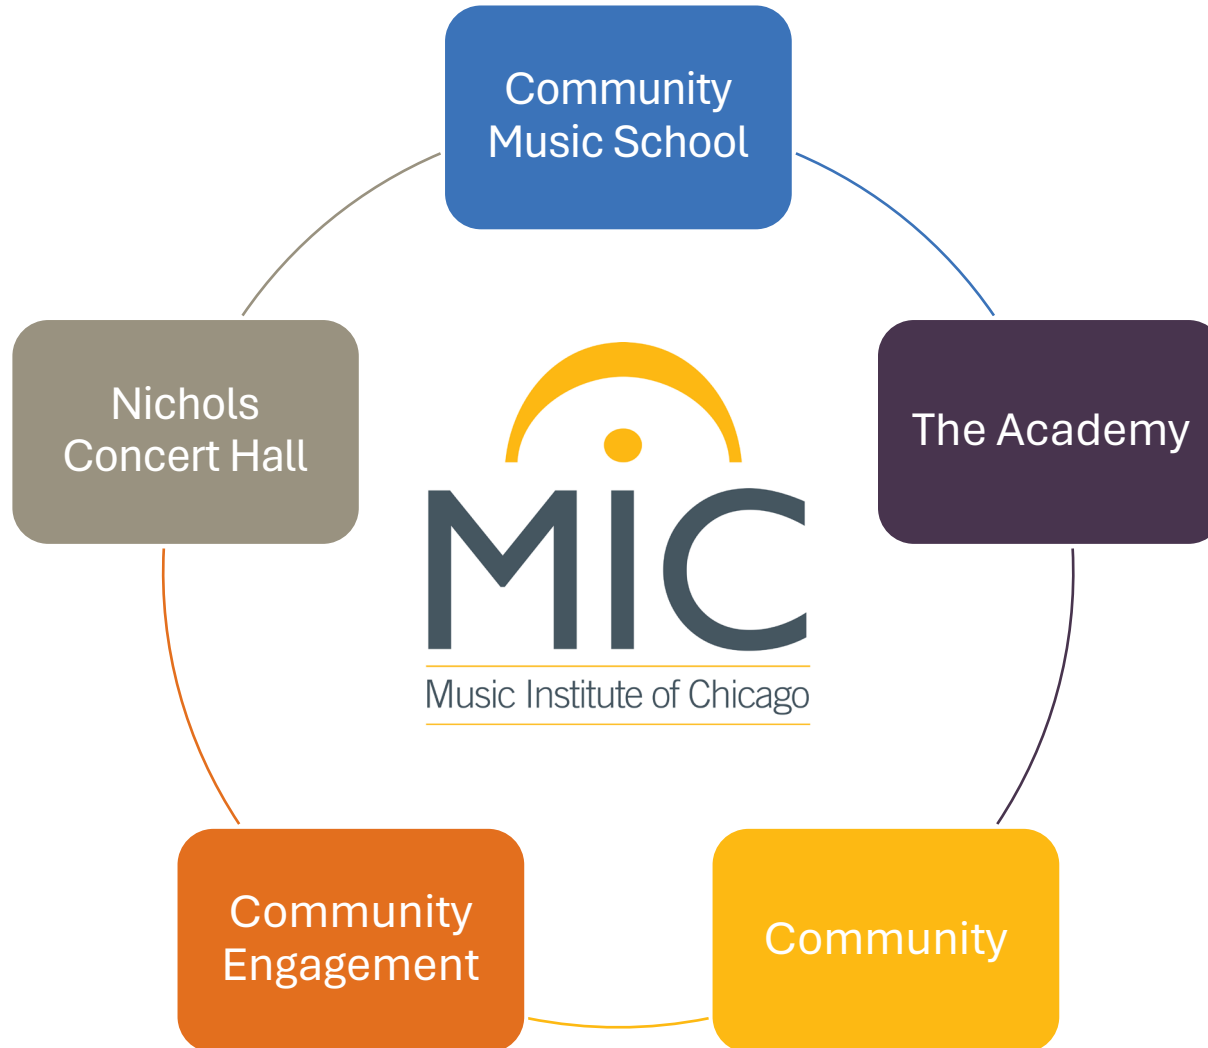 Community
Music School
Nichols
Concert Hall
The Academy
MIC
Music Institute of Chicago
Community
Engagement
Community